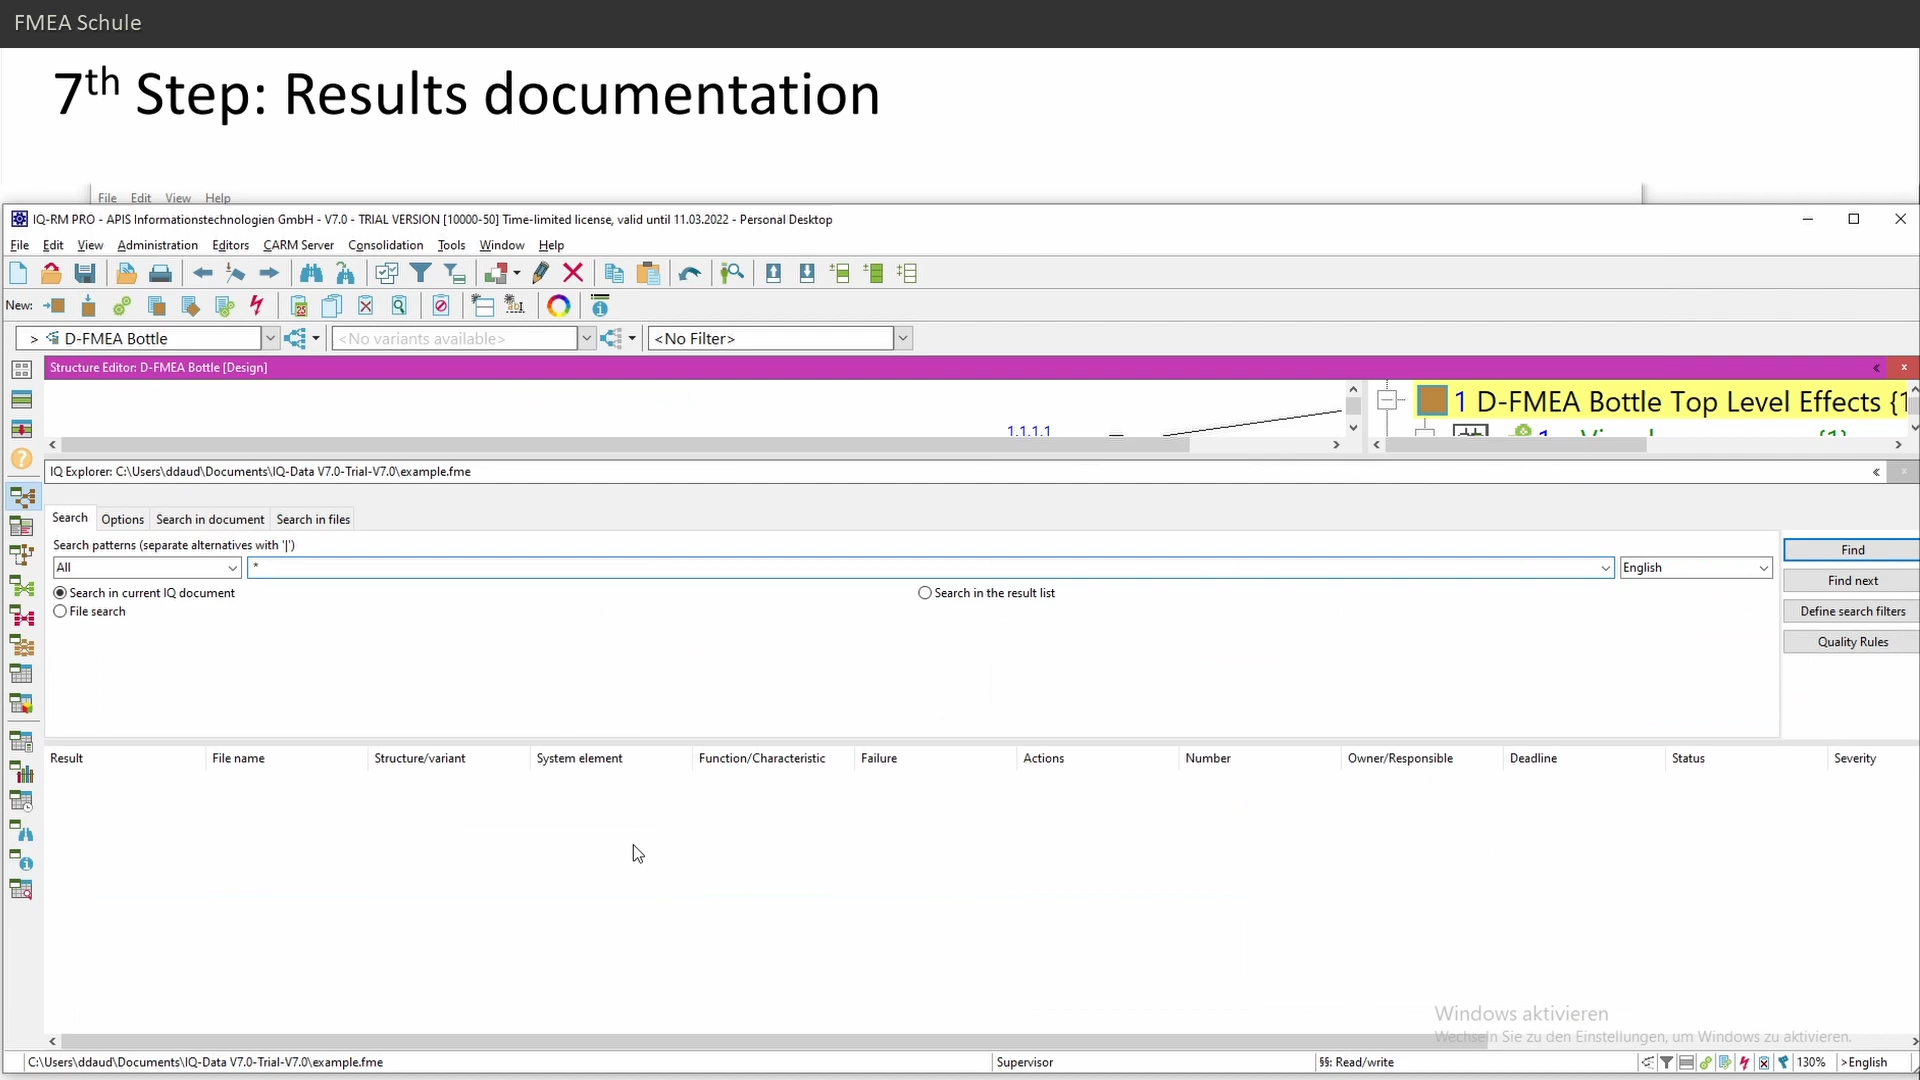 FMEA Schule
7th Step: Results documentation
File Edit View Help
IQ-RM PRO - APIS Informationstechnologien GmbH - V7.0 - TRIAL VERSION [10000-50] Time-limited license, valid until 11.03.2022 - Personal Desktop
File Edit View Administration Editors CARM Server Consolidation Tools Window Help
New:
> D-FMEA Bottle <No variants available> <No Filter>
Structure Editor: D-FMEA Bottle [Design]
1 D-FMEA Bottle Top Level Effects {1
1.1.1.1
IQ Explorer: C:\Users\ddaud\Documents\IQ-Data V7.0-Trial-V7.0\example.fme
Search Options Search in document Search in files
Search patterns (separate alternatives with '|')
All * English
Search in current IQ document Search in the result list
File search
Find
Find next
Define search filters
Quality Rules
Result File name Structure/variant System element Function/Characteristic Failure Actions Number Owner/Responsible Deadline Status Severity
Windows aktivieren
Wechseln Sie zu den Einstellungen, um Windows zu aktivieren.
C:\Users\ddaud\Documents\IQ-Data V7.0-Trial-V7.0\example.fme Supervisor §§: Read/write 130% >English